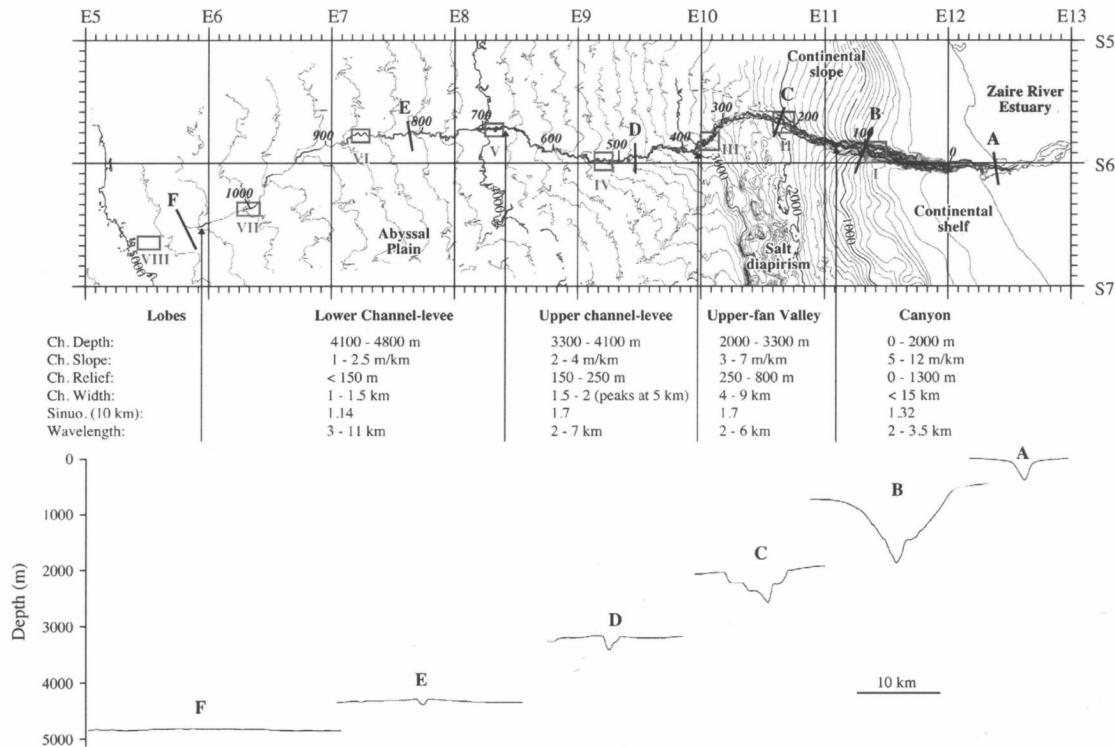 E5 E6 E7 E8 E9 E10 E11 E12 E13
S5
Continental
slope
Zaire River
Estuary
E
C
B
D
A
F
900
800
700
600
500
400
300
200
100
0
1000
VI
V
IV
III
II
I
VII
VIII
S6
3000
4000
2000
1000
5000
Abyssal
Plain
Salt
diapirism
Continental
shelf
S7
Lobes Lower Channel-levee Upper channel-levee Upper-fan Valley Canyon
Ch. Depth: 4100 - 4800 m 3300 - 4100 m 2000 - 3300 m 0 - 2000 m
Ch. Slope: 1 - 2.5 m/km 2 - 4 m/km 3 - 7 m/km 5 - 12 m/km
Ch. Relief: < 150 m 150 - 250 m 250 - 800 m 0 - 1300 m
Ch. Width: 1 - 1.5 km 1.5 - 2 (peaks at 5 km) 4 - 9 km < 15 km
Sinuo. (10 km): 1.14 1.7 1.7 1.32
Wavelength: 3 - 11 km 2 - 7 km 2 - 6 km 2 - 3.5 km
0
A
B
1000
C
2000
D
3000
E
4000
F
10 km
5000
Depth (m)